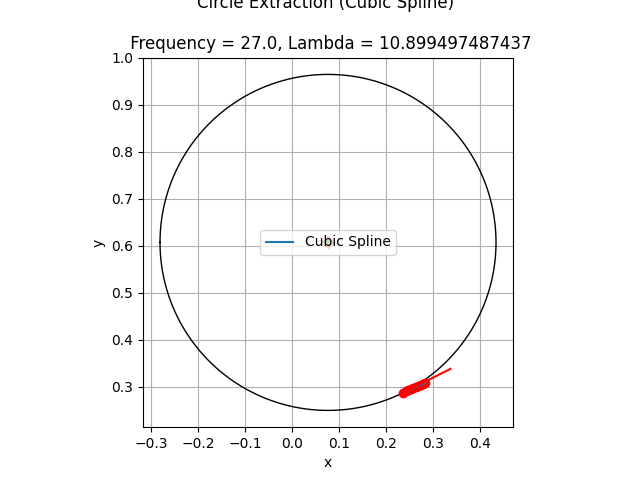 Circle Extraction (Cubic Spline)
Frequency = 27.0, Lambda = 10.899497487437
1.0
0.9
0.8
0.7
0.6
0.5
0.4
0.3
y
Cubic Spline
−0.3 −0.2 −0.1 0.0 0.1 0.2 0.3 0.4
x